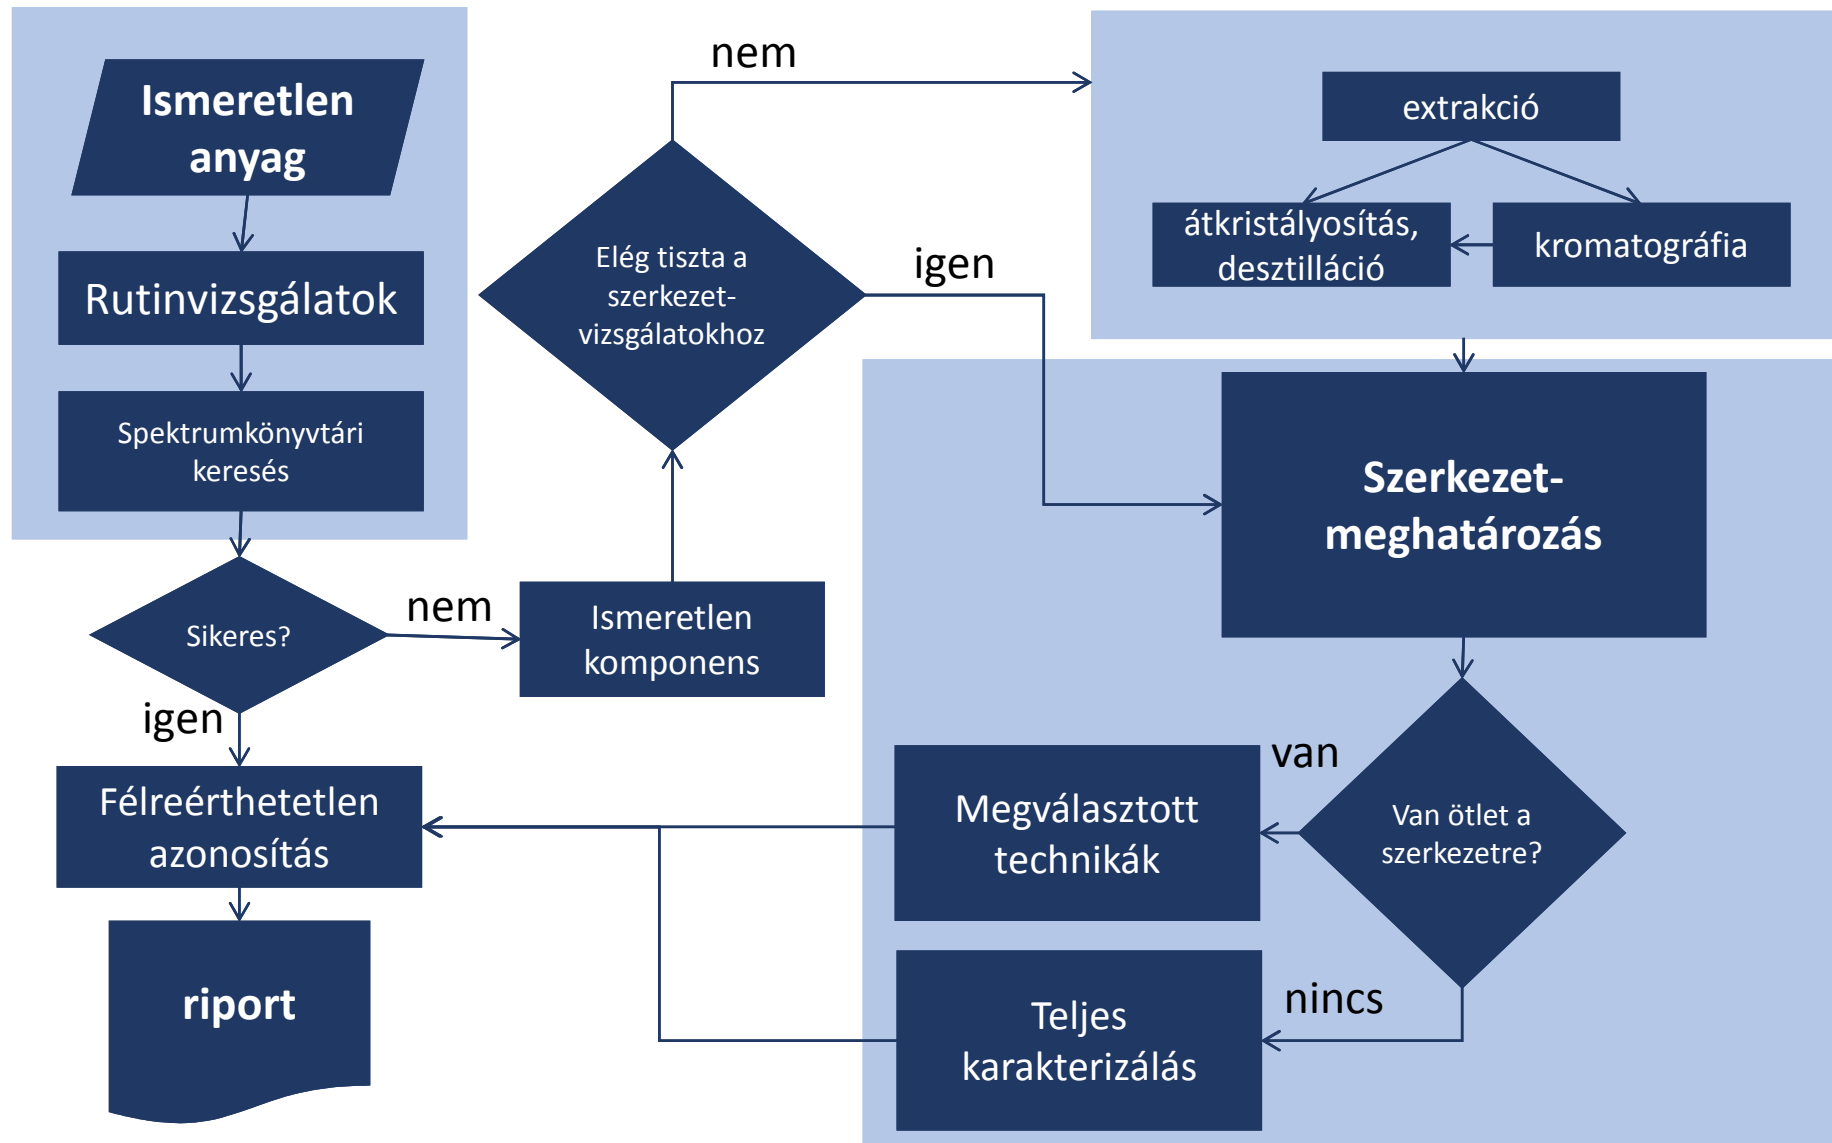 Ismeretlen
anyag
Rutinvizsgálatok
Spektrumkönyvtári
keresés
Sikeres?
nem
igen
Ismeretlen
komponens
Elég tiszta a
szerkezet-
vizsgálatokhoz
nem
igen
extrakció
átkristályosítás,
desztilláció
kromatográfia
Szerkezet-
meghatározás
Van ötlet a
szerkezetre?
van
nincs
Megválasztott
technikák
Teljes
karakterizálás
Félreérthetetlen
azonosítás
riport